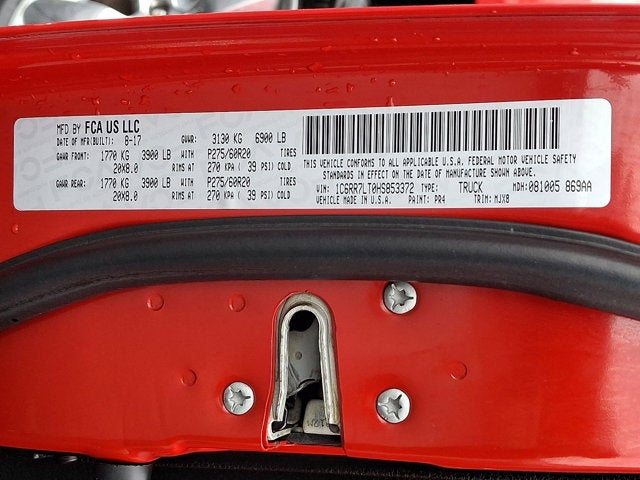 MFD BY FCA US LLC
DATE OF MFR(BUILT): 8-17 GVWR: 3130 KG 6900 LB
GAWR FRONT: 1770 KG 3900 LB WITH P275/60R20 TIRES
20X8.0 RIMS AT 270 KPA ( 39 PSI) COLD
GAWR REAR: 1770 KG 3900 LB WITH P275/60R20 TIRES
20X8.0 RIMS AT 270 KPA ( 39 PSI) COLD
THIS VEHICLE CONFORMS TO ALL APPLICABLE U.S.A. FEDERAL MOTOR VEHICLE SAFETY
STANDARDS IN EFFECT ON THE DATE OF MANUFACTURE SHOWN ABOVE.
VIN: 1C6RR7LT0HS853372 TYPE: TRUCK MDH: 081005 869AA
VEHICLE MADE IN U.S.A. PAINT: PR4 TRIM: MJX8